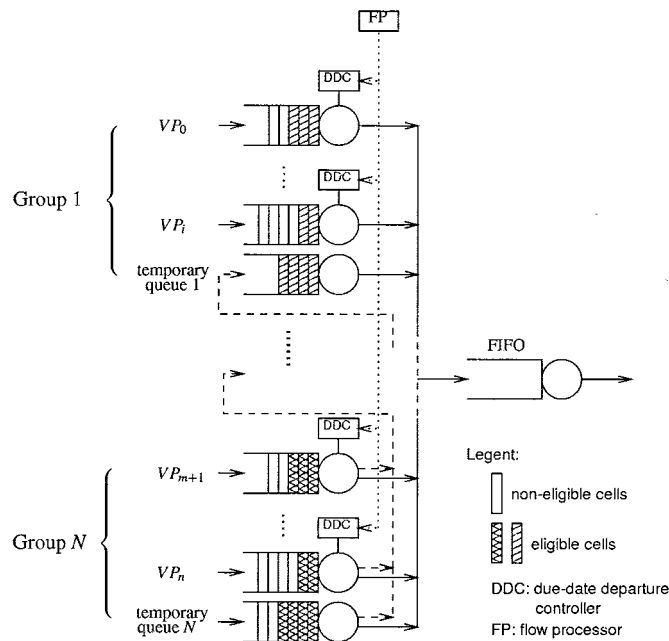 FP
DDC
VP0
DDC
Group 1
VPi
temporary
queue 1
FIFO
DDC
VPm+1
Legent:
non-eligible cells
DDC
Group N
eligible cells
VPn
DDC: due-date departure
controller
temporary
queue N
FP: flow processor